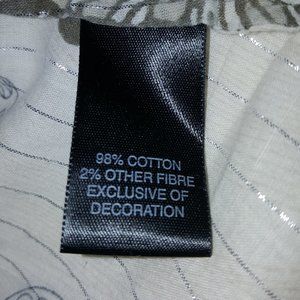 98% COTTON
2% OTHER FIBRE
EXCLUSIVE OF
DECORATION